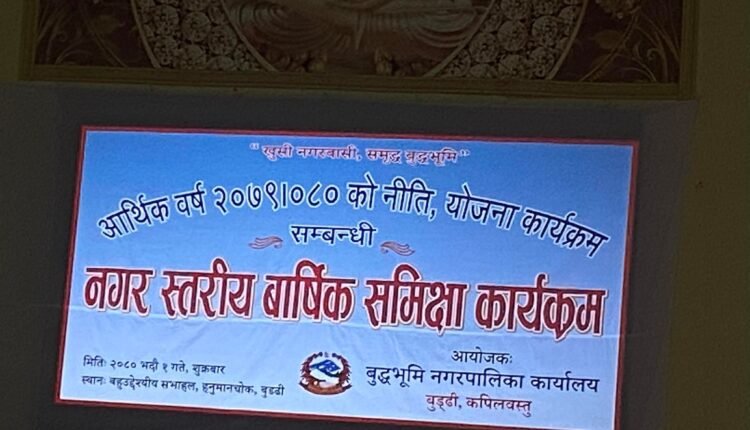 “ खुसी नगरवासी, समृद्ध बुद्धभूमि ”
आर्थिक वर्ष २०७९।०८० को नीति, योजना कार्यक्रम
सम्बन्धी
नगर स्तरीय बार्षिक समिक्षा कार्यक्रम
मितिः २०८० भदौ १ गते, शुक्रबार
स्थानः बहुउद्देश्यीय सभाहल, हनुमानचोक, बुड्ढी
आयोजकः
बुद्धभूमि नगरपालिका कार्यालय
बुड्ढी, कपिलवस्तु